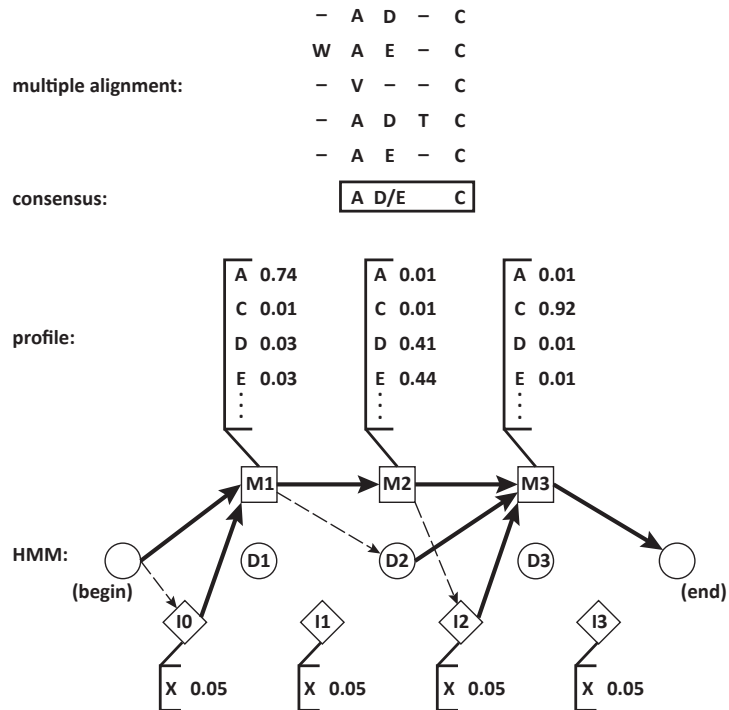 – A D – C
W A E – C
multiple alignment: – V – – C
– A D T C
– A E – C
consensus: A D/E C
profile:
A 0.74 A 0.01 A 0.01
C 0.01 C 0.01 C 0.92
D 0.03 D 0.41 D 0.01
E 0.03 E 0.44 E 0.01
M1 M2 M3
HMM: D1 D2 D3
(begin) (end)
I0 I1 I2 I3
X 0.05 X 0.05 X 0.05 X 0.05